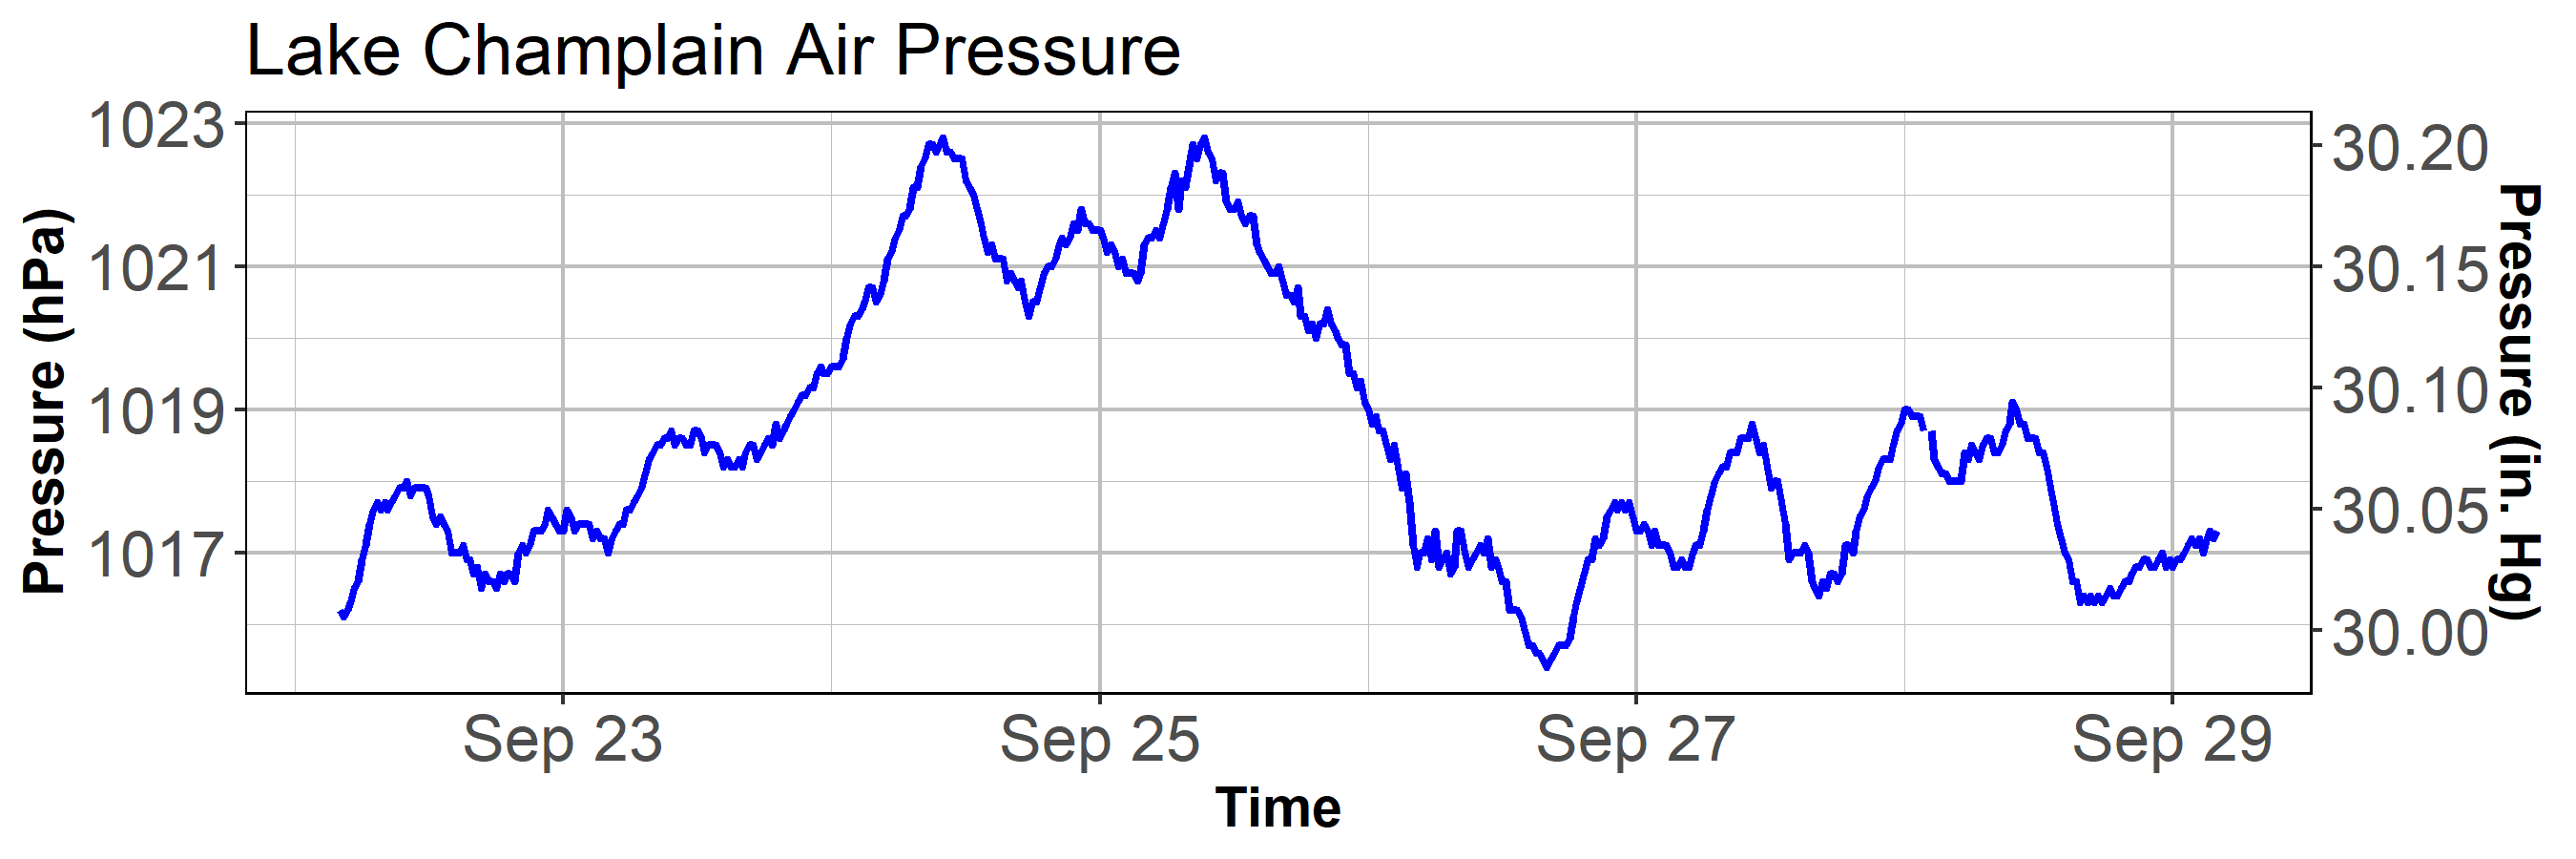 Lake Champlain Air Pressure
Pressure (hPa)
1023
1021
1019
1017
30.20
30.15
30.10
30.05
30.00
Pressure (in. Hg)
Sep 23
Sep 25
Sep 27
Sep 29
Time